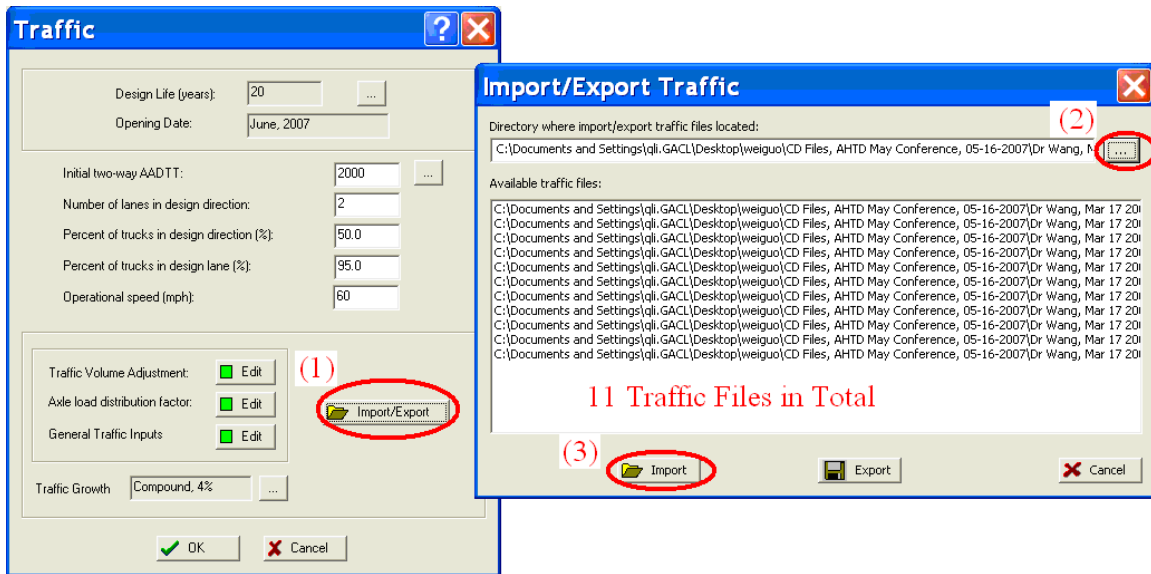 Traffic
Design Life (years): 20 ...
Opening Date: June, 2007
Initial two-way AADTT: 2000 ...
Number of lanes in design direction: 2
Percent of trucks in design direction (%): 50.0
Percent of trucks in design lane (%): 95.0
Operational speed (mph): 60
Traffic Volume Adjustment: Edit
(1)
Axle load distribution factor: Edit
Import/Export
General Traffic Inputs Edit
Traffic Growth Compound, 4% ...
OK Cancel
Import/Export Traffic
Directory where import/export traffic files located:
(2)
C:\Documents and Settings\qli.GACL\Desktop\weiguo\CD Files, AHTD May Conference, 05-16-2007\Dr Wang, M ...
Available traffic files:
C:\Documents and Settings\qli.GACL\Desktop\weiguo\CD Files, AHTD May Conference, 05-16-2007\Dr Wang, Mar 17 200
C:\Documents and Settings\qli.GACL\Desktop\weiguo\CD Files, AHTD May Conference, 05-16-2007\Dr Wang, Mar 17 200
C:\Documents and Settings\qli.GACL\Desktop\weiguo\CD Files, AHTD May Conference, 05-16-2007\Dr Wang, Mar 17 200
C:\Documents and Settings\qli.GACL\Desktop\weiguo\CD Files, AHTD May Conference, 05-16-2007\Dr Wang, Mar 17 200
C:\Documents and Settings\qli.GACL\Desktop\weiguo\CD Files, AHTD May Conference, 05-16-2007\Dr Wang, Mar 17 200
C:\Documents and Settings\qli.GACL\Desktop\weiguo\CD Files, AHTD May Conference, 05-16-2007\Dr Wang, Mar 17 200
C:\Documents and Settings\qli.GACL\Desktop\weiguo\CD Files, AHTD May Conference, 05-16-2007\Dr Wang, Mar 17 200
C:\Documents and Settings\qli.GACL\Desktop\weiguo\CD Files, AHTD May Conference, 05-16-2007\Dr Wang, Mar 17 200
C:\Documents and Settings\qli.GACL\Desktop\weiguo\CD Files, AHTD May Conference, 05-16-2007\Dr Wang, Mar 17 200
C:\Documents and Settings\qli.GACL\Desktop\weiguo\CD Files, AHTD May Conference, 05-16-2007\Dr Wang, Mar 17 200
C:\Documents and Settings\qli.GACL\Desktop\weiguo\CD Files, AHTD May Conference, 05-16-2007\Dr Wang, Mar 17 200
11 Traffic Files in Total
(3)
Import Export Cancel